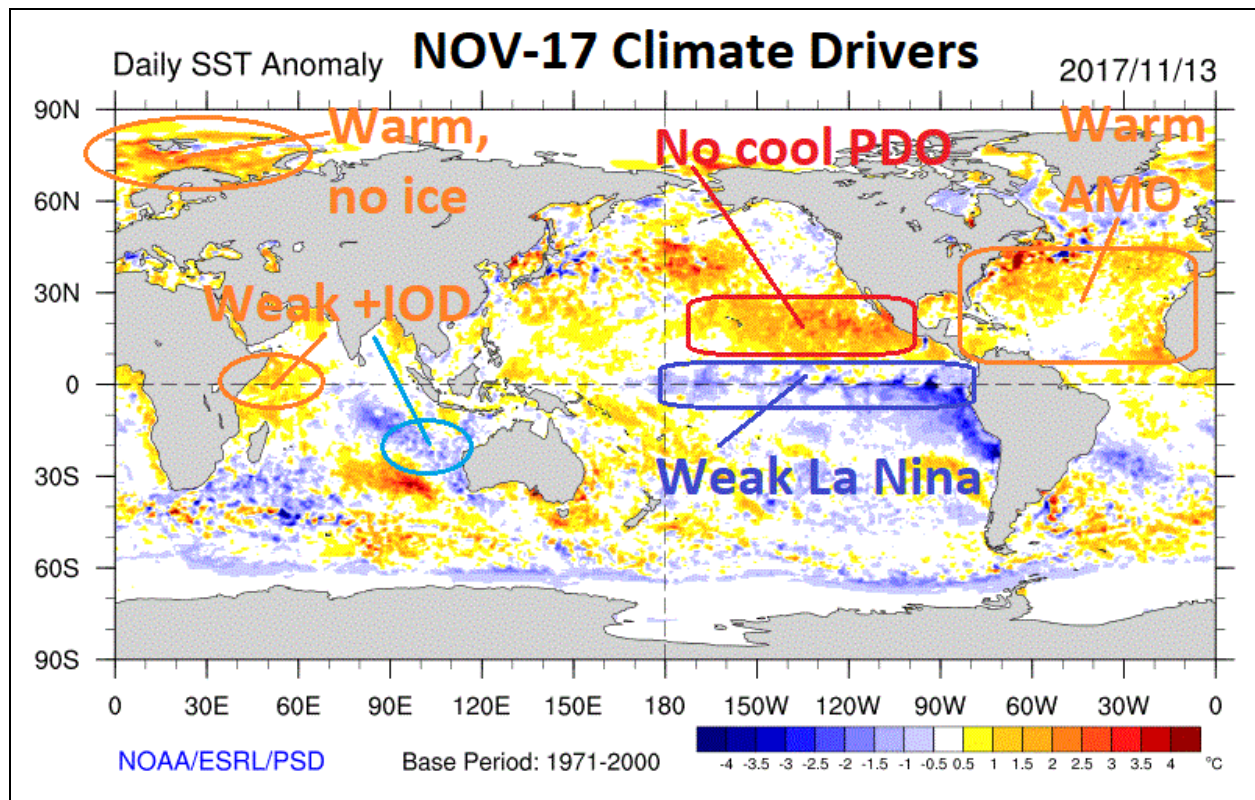 Daily SST Anomaly NOV-17 Climate Drivers 2017/11/13
90N
60N
30N
0
30S
60S
90S
Warm,
no ice
No cool PDO
Warm
AMO
Weak +IOD
Weak La Nina
0 30E 60E 90E 120E 150E 180 150W 120W 90W 60W 30W 0
NOAA/ESRL/PSD Base Period: 1971-2000
-4 -3.5 -3 -2.5 -2 -1.5 -1 -0.5 0.5 1 1.5 2 2.5 3 3.5 4 °C